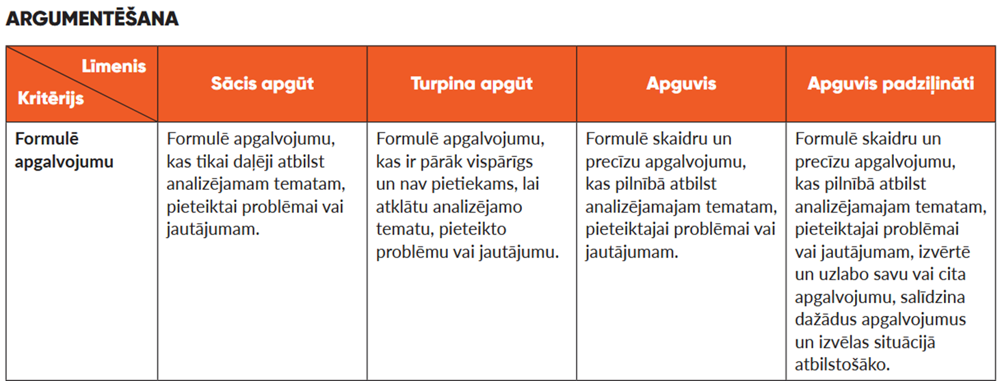 ARGUMENTĒŠANA
Līmenis
Kritērijs
Sācis apgūt
Turpina apgūt
Apguvis
Apguvis padziļināti
Formulē
apgalvojumu
Formulē apgalvojumu,
kas tikai daļēji atbilst
analizējamam tematam,
pieteiktai problēmai vai
jautājumam.
Formulē apgalvojumu,
kas ir pārāk vispārīgs
un nav pietiekams, lai
atklātu analizējamo
tematu, pieteikto
problēmu vai jautājumu.
Formulē skaidru un
precīzu apgalvojumu,
kas pilnībā atbilst
analizējamajam tematam,
pieteiktajai problēmai vai
jautājumam.
Formulē skaidru un
precīzu apgalvojumu,
kas pilnībā atbilst
analizējamajam tematam,
pieteiktajai problēmai
vai jautājumam, izvērtē
un uzlabo savu vai cita
apgalvojumu, salīdzina
dažādus apgalvojumus
un izvēlas situācijā
atbilstošāko.